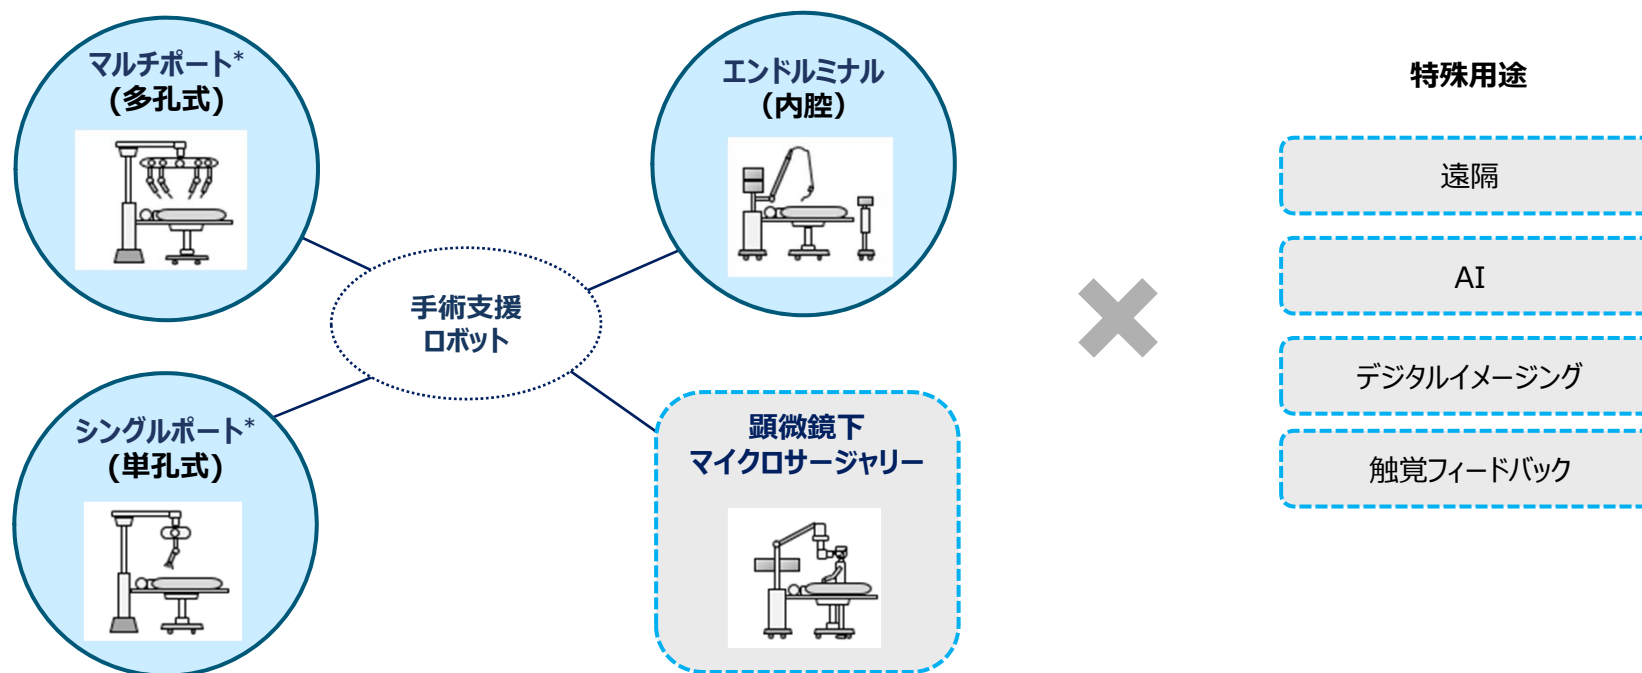 マルチポート*
(多孔式)
エンドルミナル
(内腔)
手術支援
ロボット
シングルポート*
(単孔式)
顕微鏡下
マイクロサージャリー
特殊用途
遠隔
AI
デジタルイメージング
触覚フィードバック